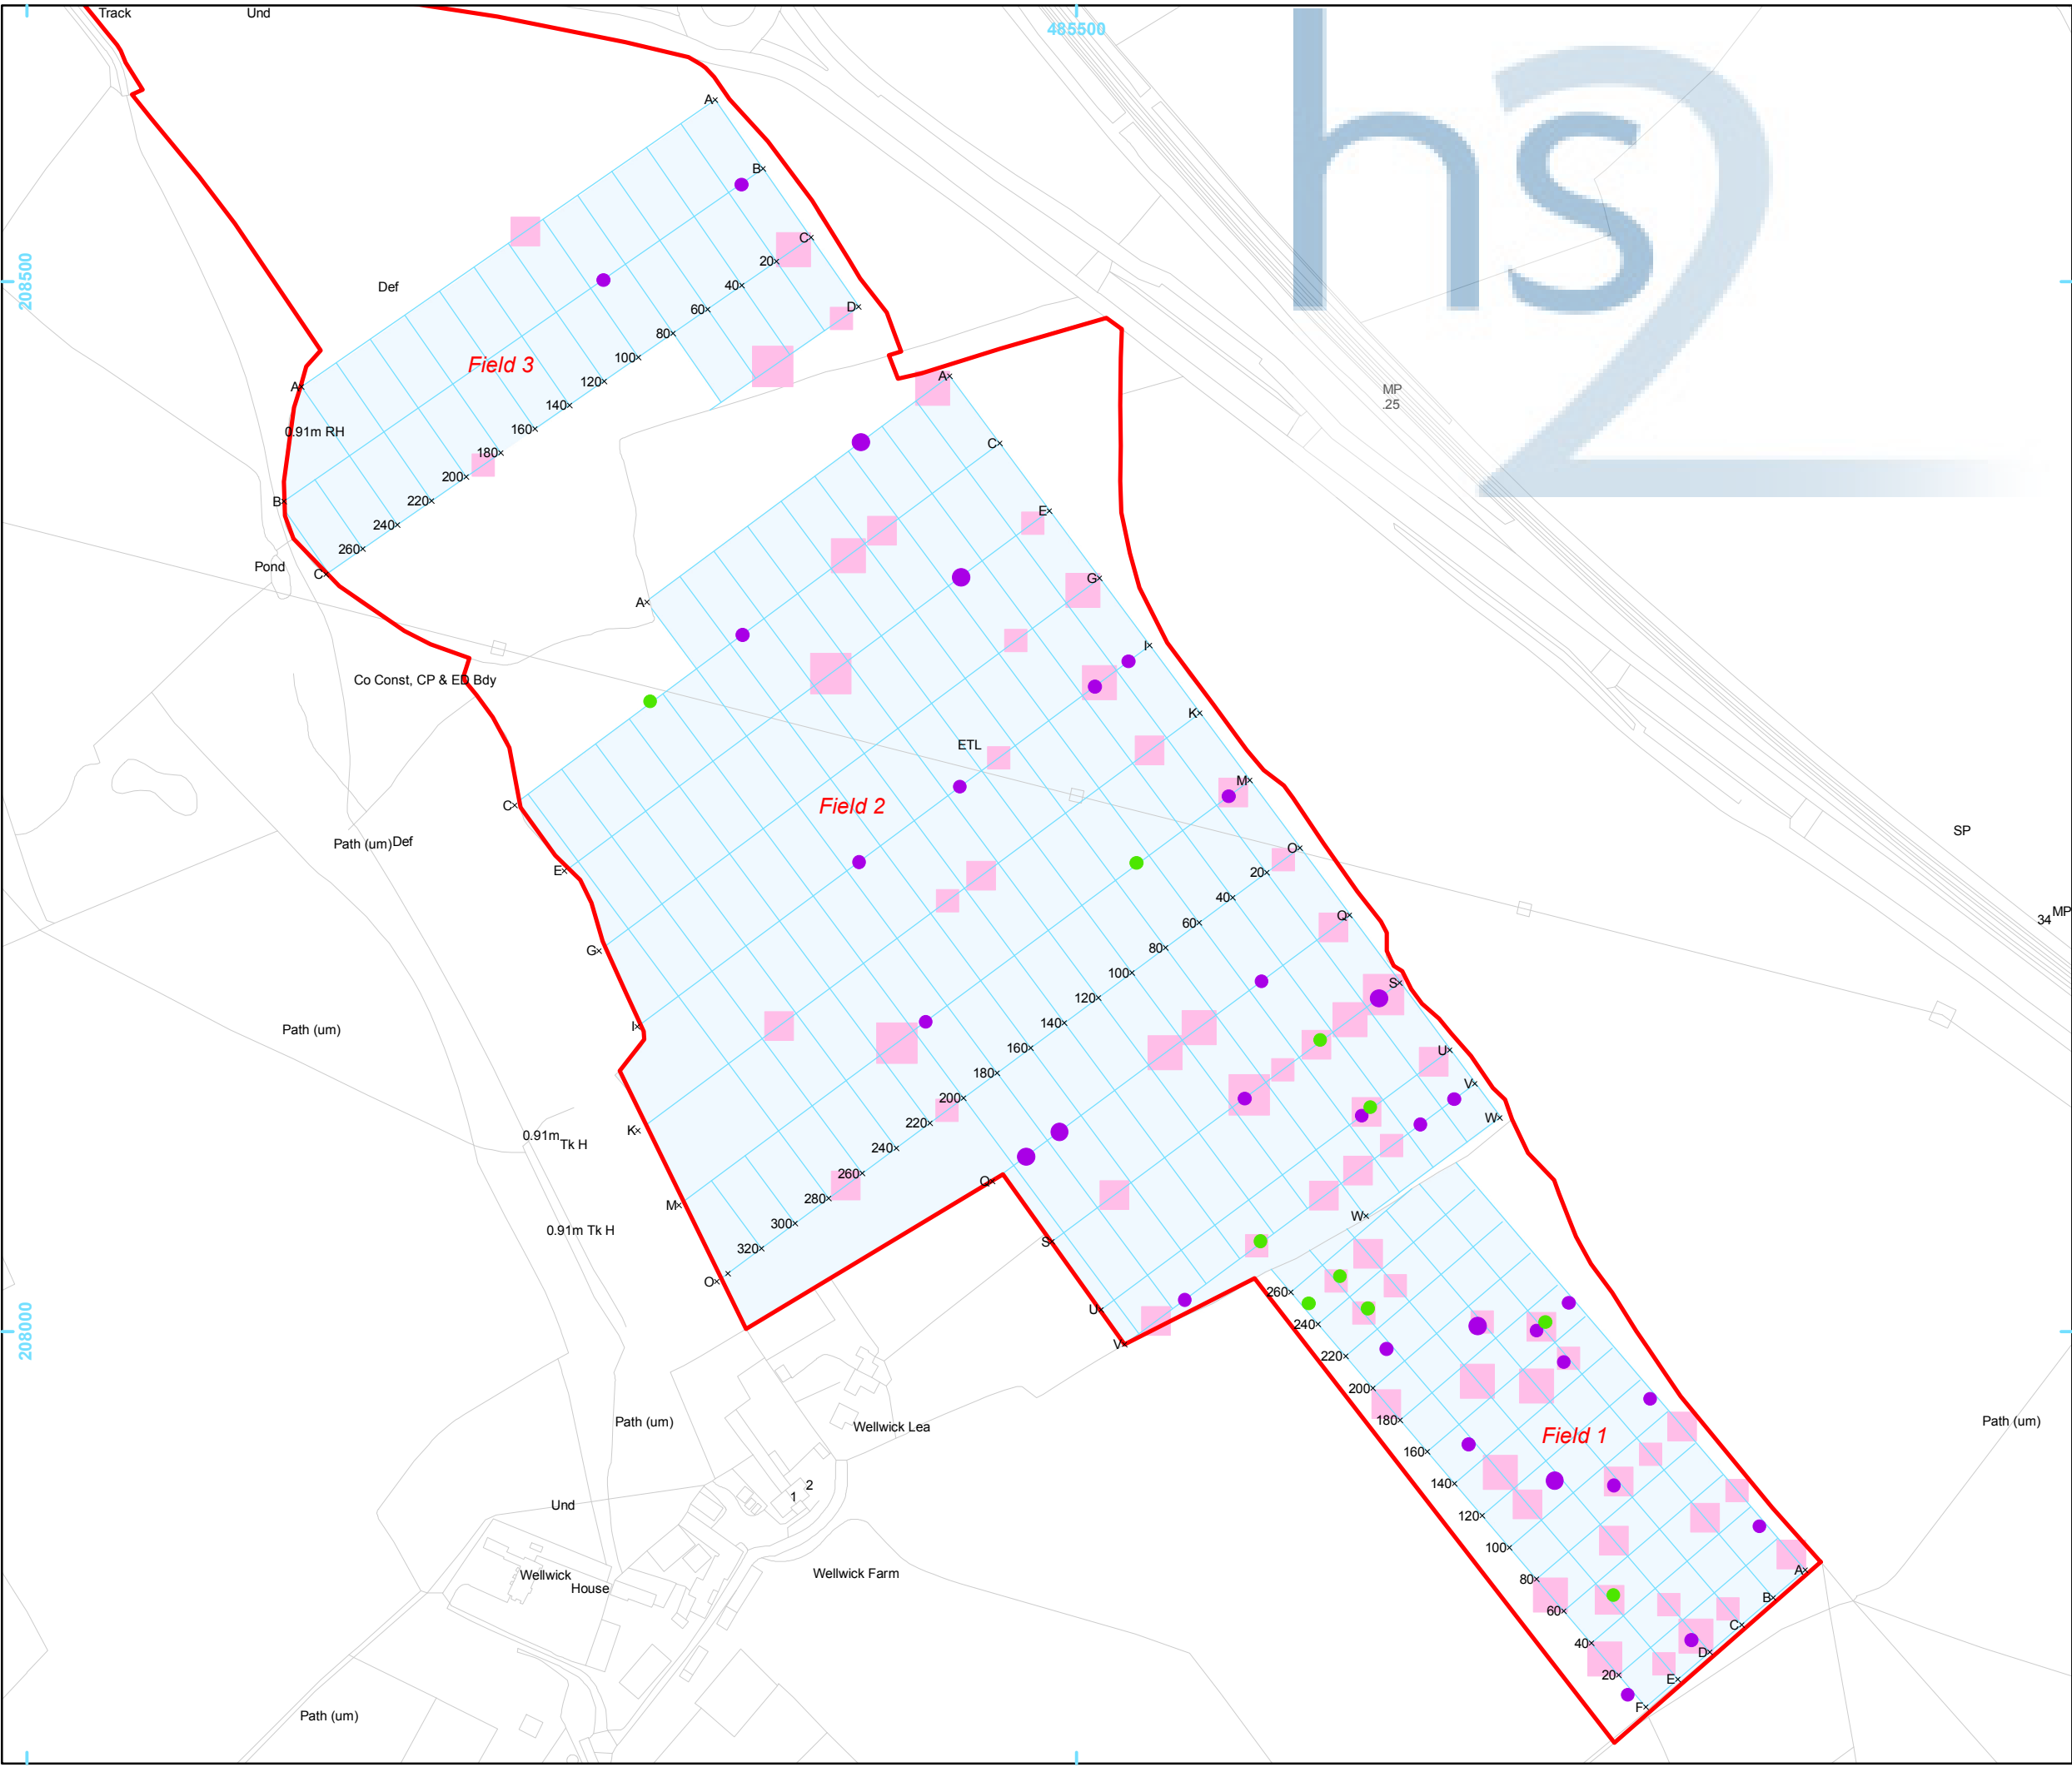 Track
Und
485500
hs2
A×
B×
C×
20×
40×
D×
60×
80×
100×
120×
140×
160×
180×
200×
220×
240×
260×
208500
Def
Field 3
A×
0.91m RH
B×
C×
Pond
MP
.25
A×
C×
E×
A×
G×
I×
K×
Co Const, CP & ED Bdy
ETL
M×
Field 2
C×
Path (um)
Def
E×
SP
O×
20×
40×
60×
80×
100×
120×
140×
160×
180×
200×
220×
240×
260×
280×
300×
320×
34
MP
Q×
S×
G×
I×
U×
V×
W×
Path (um)
K×
0.91m
Tk H
M×
Q×
W×
0.91m Tk H
S×
O×
×
U×
V×
208000
260×
240×
220×
200×
180×
160×
140×
120×
100×
80×
60×
40×
20×
Field 1
A×
B×
C×
D×
E×
F×
Path (um)
Wellwick Lea
Path (um)
2
1
Und
Wellwick
House
Wellwick Farm
Path (um)